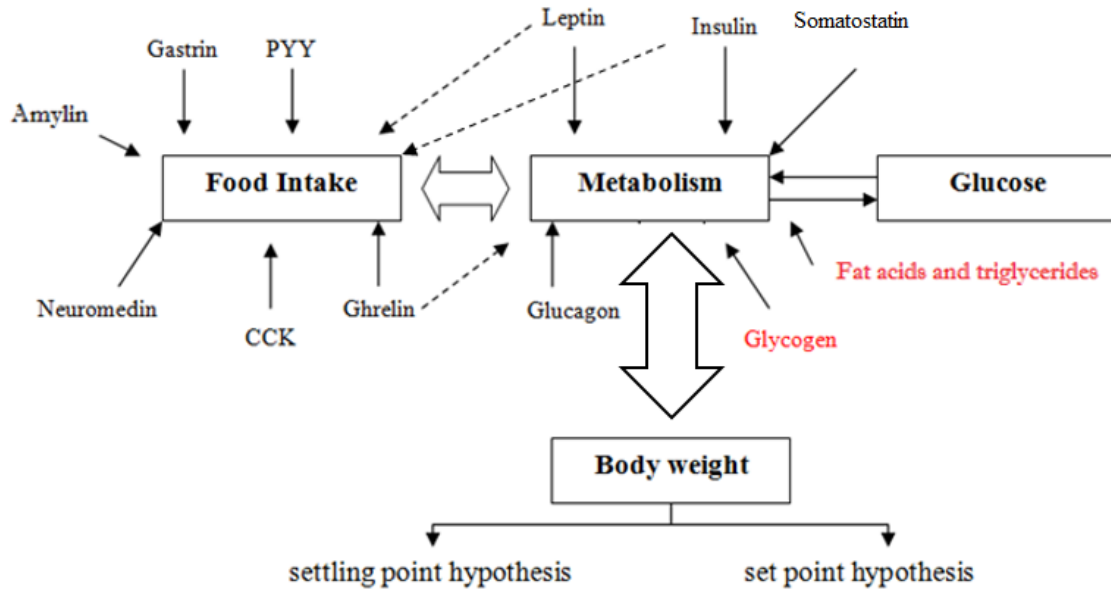 Leptin
Insulin
Somatostatin
Gastrin
PYY
Amylin
Food Intake
Metabolism
Glucose
Fat acids and triglycerides
Neuromedin
CCK
Ghrelin
Glucagon
Glycogen
Body weight
settling point hypothesis
set point hypothesis